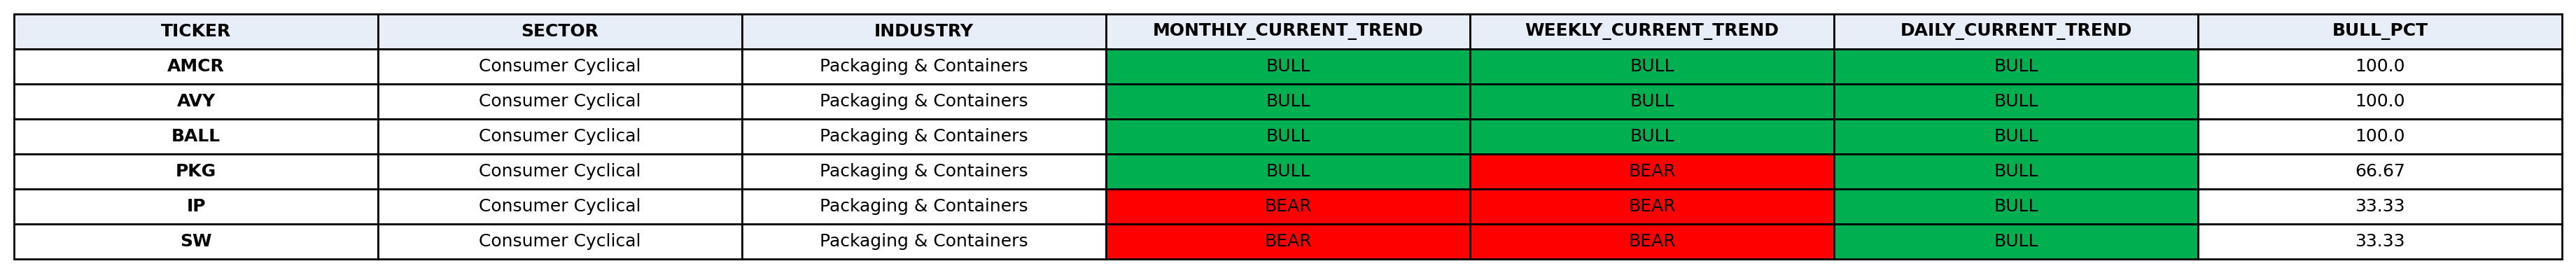 TICKER SECTOR INDUSTRY MONTHLY_CURRENT_TREND WEEKLY_CURRENT_TREND DAILY_CURRENT_TREND BULL_PCT
AMCR Consumer Cyclical Packaging & Containers BULL BULL BULL 100.0
AVY Consumer Cyclical Packaging & Containers BULL BULL BULL 100.0
BALL Consumer Cyclical Packaging & Containers BULL BULL BULL 100.0
PKG Consumer Cyclical Packaging & Containers BULL BEAR BULL 66.67
IP Consumer Cyclical Packaging & Containers BEAR BEAR BULL 33.33
SW Consumer Cyclical Packaging & Containers BEAR BEAR BULL 33.33